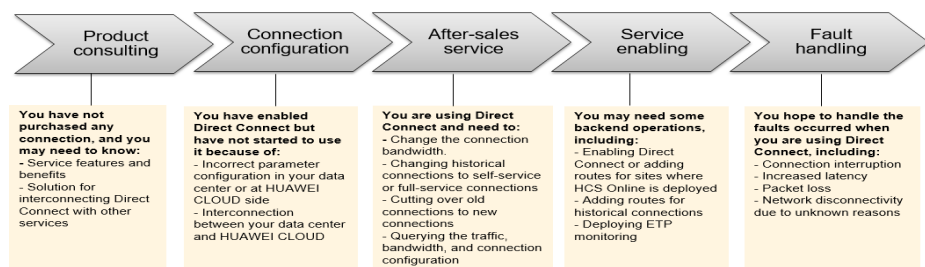 Product
consulting
Connection
configuration
After-sales
service
Service
enabling
Fault
handling
You have not
purchased any
connection, and you
may need to know:
- Service features and
benefits
- Solution for
interconnecting Direct
Connect with other
services
You have enabled
Direct Connect but
have not started to use
it because of:
- Incorrect parameter
configuration in your data
center or at HUAWEI
CLOUD side
- Interconnection
between your data center
and HUAWEI CLOUD
You are using Direct
Connect and need to:
- Change the connection
bandwidth.
- Changing historical
connections to self-service
or full-service connections
- Cutting over old
connections to new
connections
- Querying the traffic,
bandwidth, and connection
configuration
You may need some
backend operations,
including:
- Enabling Direct
Connect or adding
routes for sites where
HCS Online is deployed
- Adding routes for
historical connections
- Deploying ETP
monitoring
You hope to handle the
faults occurred when
you are using Direct
Connect, including:
- Connection interruption
- Increased latency
- Packet loss
- Network disconnectivity
due to unknown reasons